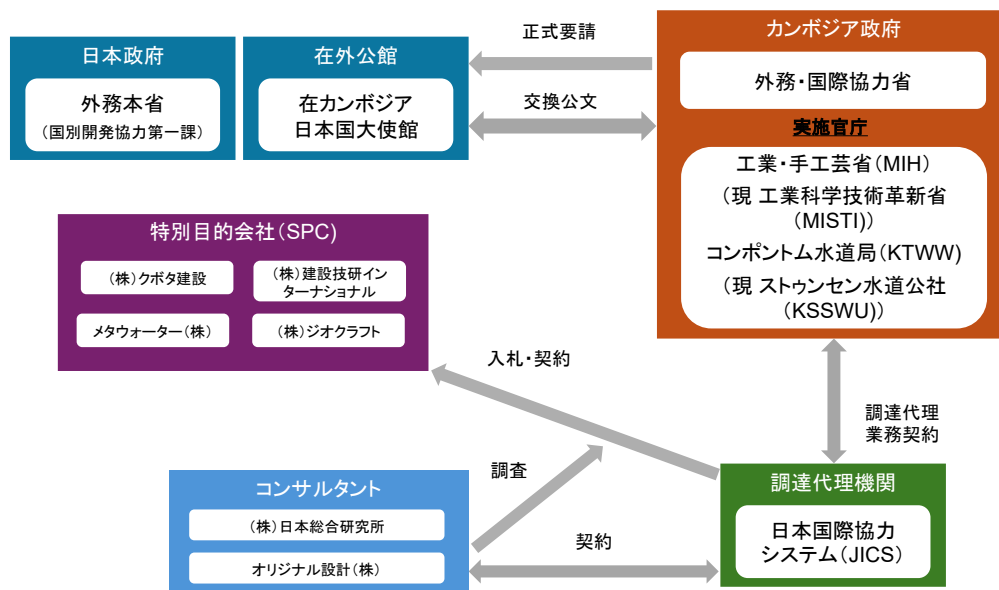 日本政府
外務本省
（国別開発協力第一課）
在外公館
在カンボジア
日本国大使館
正式要請
交換公文
カンボジア政府
外務・国際協力省
実施官庁
工業・手工芸省（MIH）
（現 工業科学技術革新省
（MISTI））
コンポントム水道局（KTWW）
（現 ストゥンセン水道公社
（KSSWU））
特別目的会社（SPC）
（株）クボタ建設
（株）建設技研イン
ターナショナル
メタウォーター（株）
（株）ジオクラフト
入札・契約
調達代理
業務契約
調査
コンサルタント
（株）日本総合研究所
オリジナル設計（株）
契約
調達代理機関
日本国際協力
システム（JICS）